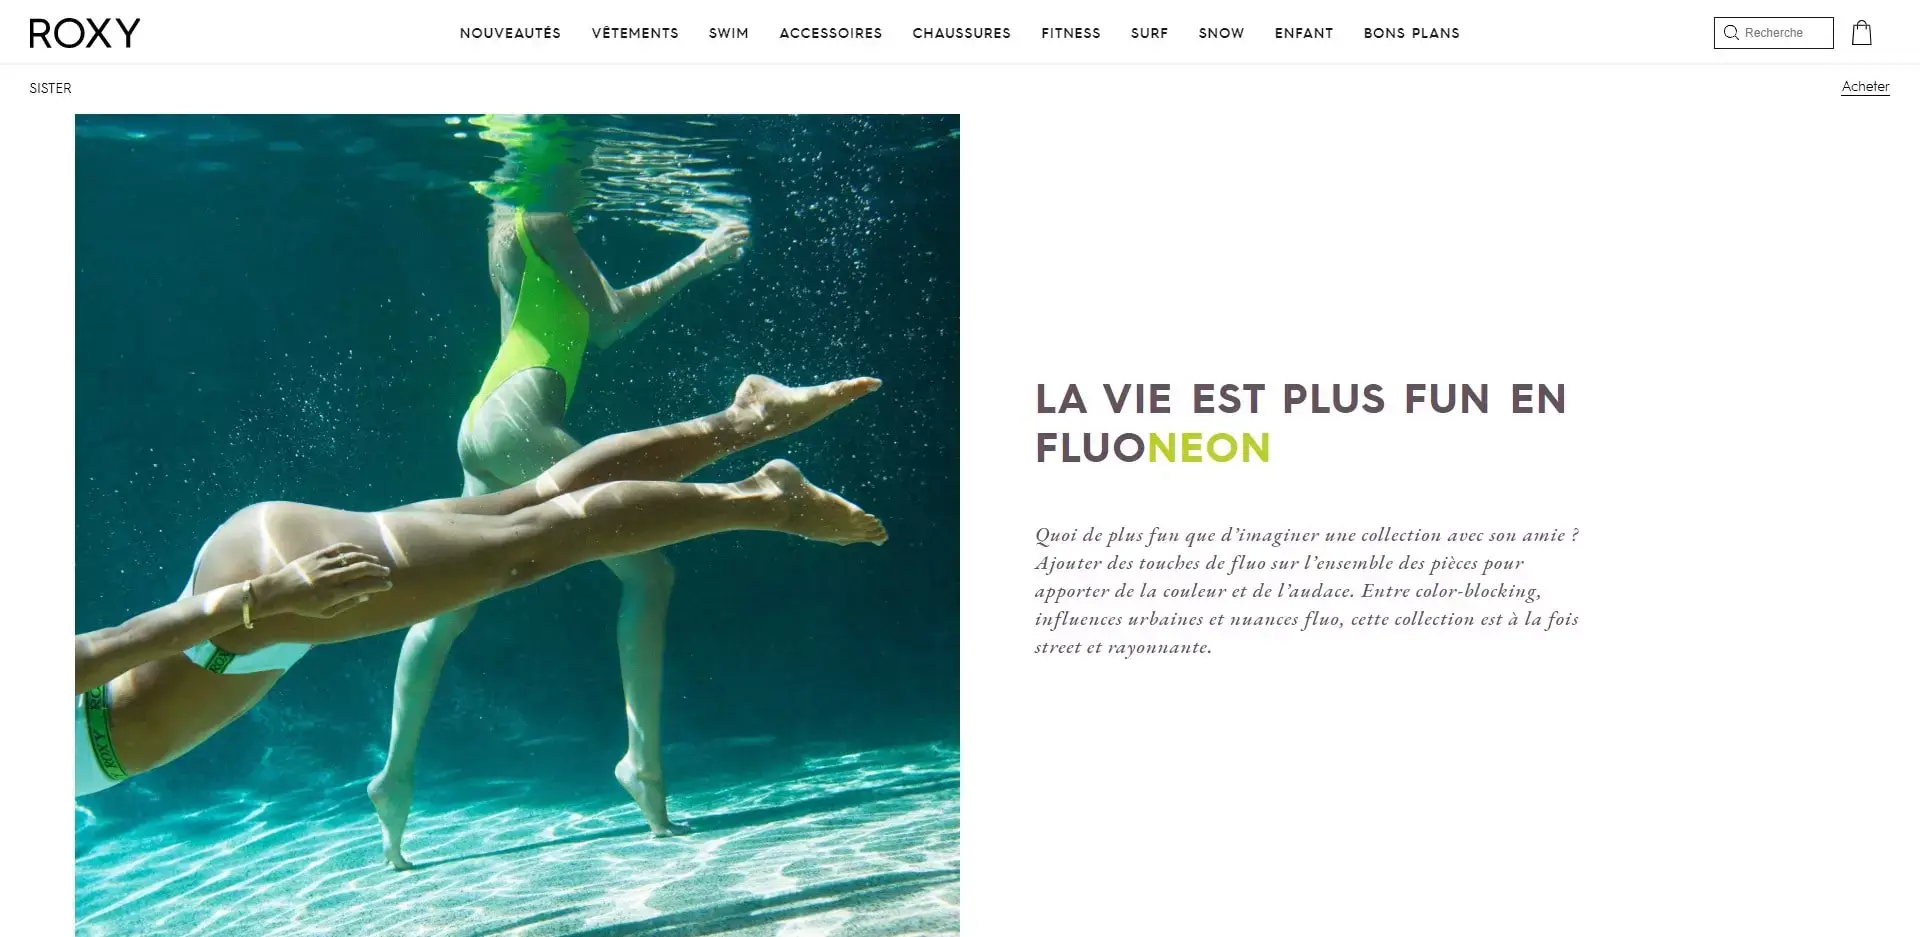 ROXY
NOUVEAUTÉS VÊTEMENTS SWIM ACCESSOIRES CHAUSSURES FITNESS SURF SNOW ENFANT BONS PLANS
Recherche
SISTER
Acheter
LA VIE EST PLUS FUN EN
FLUONEON
Quoi de plus fun que d’imaginer une collection avec son amie ?
Ajouter des touches de fluo sur l’ensemble des pièces pour
apporter de la couleur et de l’audace. Entre color-blocking,
influences urbaines et nuances fluo, cette collection est à la fois
street et rayonnante.
ROXY
ROXY